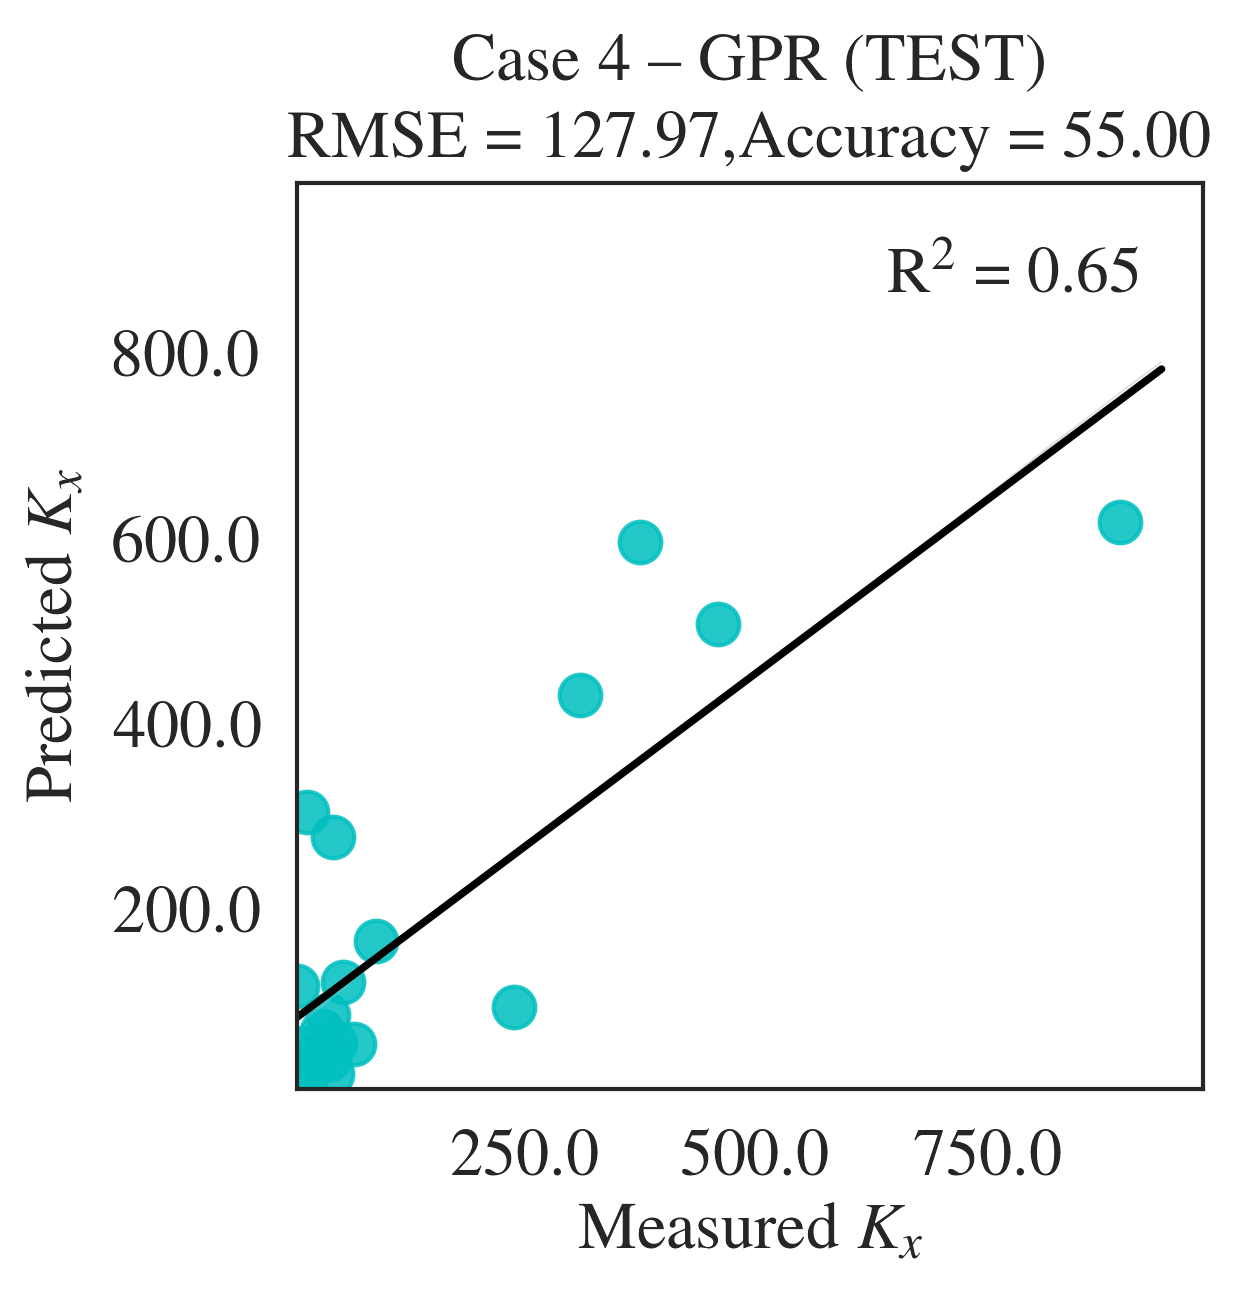 Case 4 – GPR (TEST)
RMSE = 127.97,Accuracy = 55.00
R² = 0.65
800.0
600.0
400.0
200.0
Predicted Kₓ
250.0 500.0 750.0
Measured Kₓ